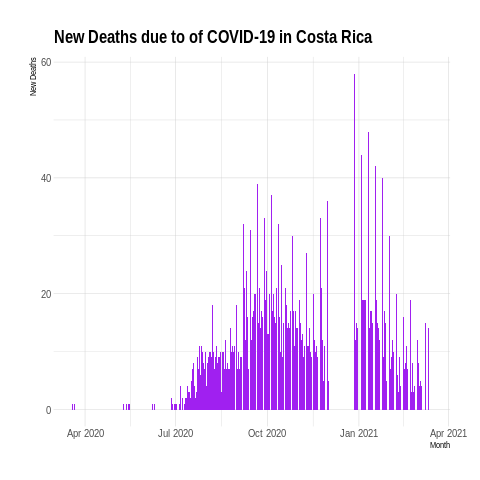 New Deaths due to of COVID-19 in Costa Rica
New Deaths
60
40
20
0
Apr 2020
Jul 2020
Oct 2020
Jan 2021
Apr 2021
Month